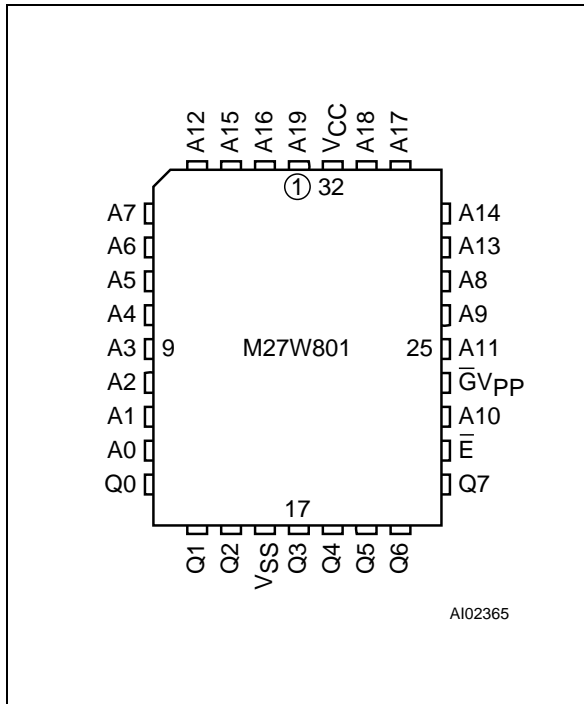 A12 A15 A16 A19 VCC A18 A17
1 32
A7 A14
A6 A13
A5 A8
A4 A9
A3 9 M27W801 25 A11
A2 G̅VPP
A1 A10
A0 E̅
Q0 Q7
17
Q1 Q2 VSS Q3 Q4 Q5 Q6
AI02365